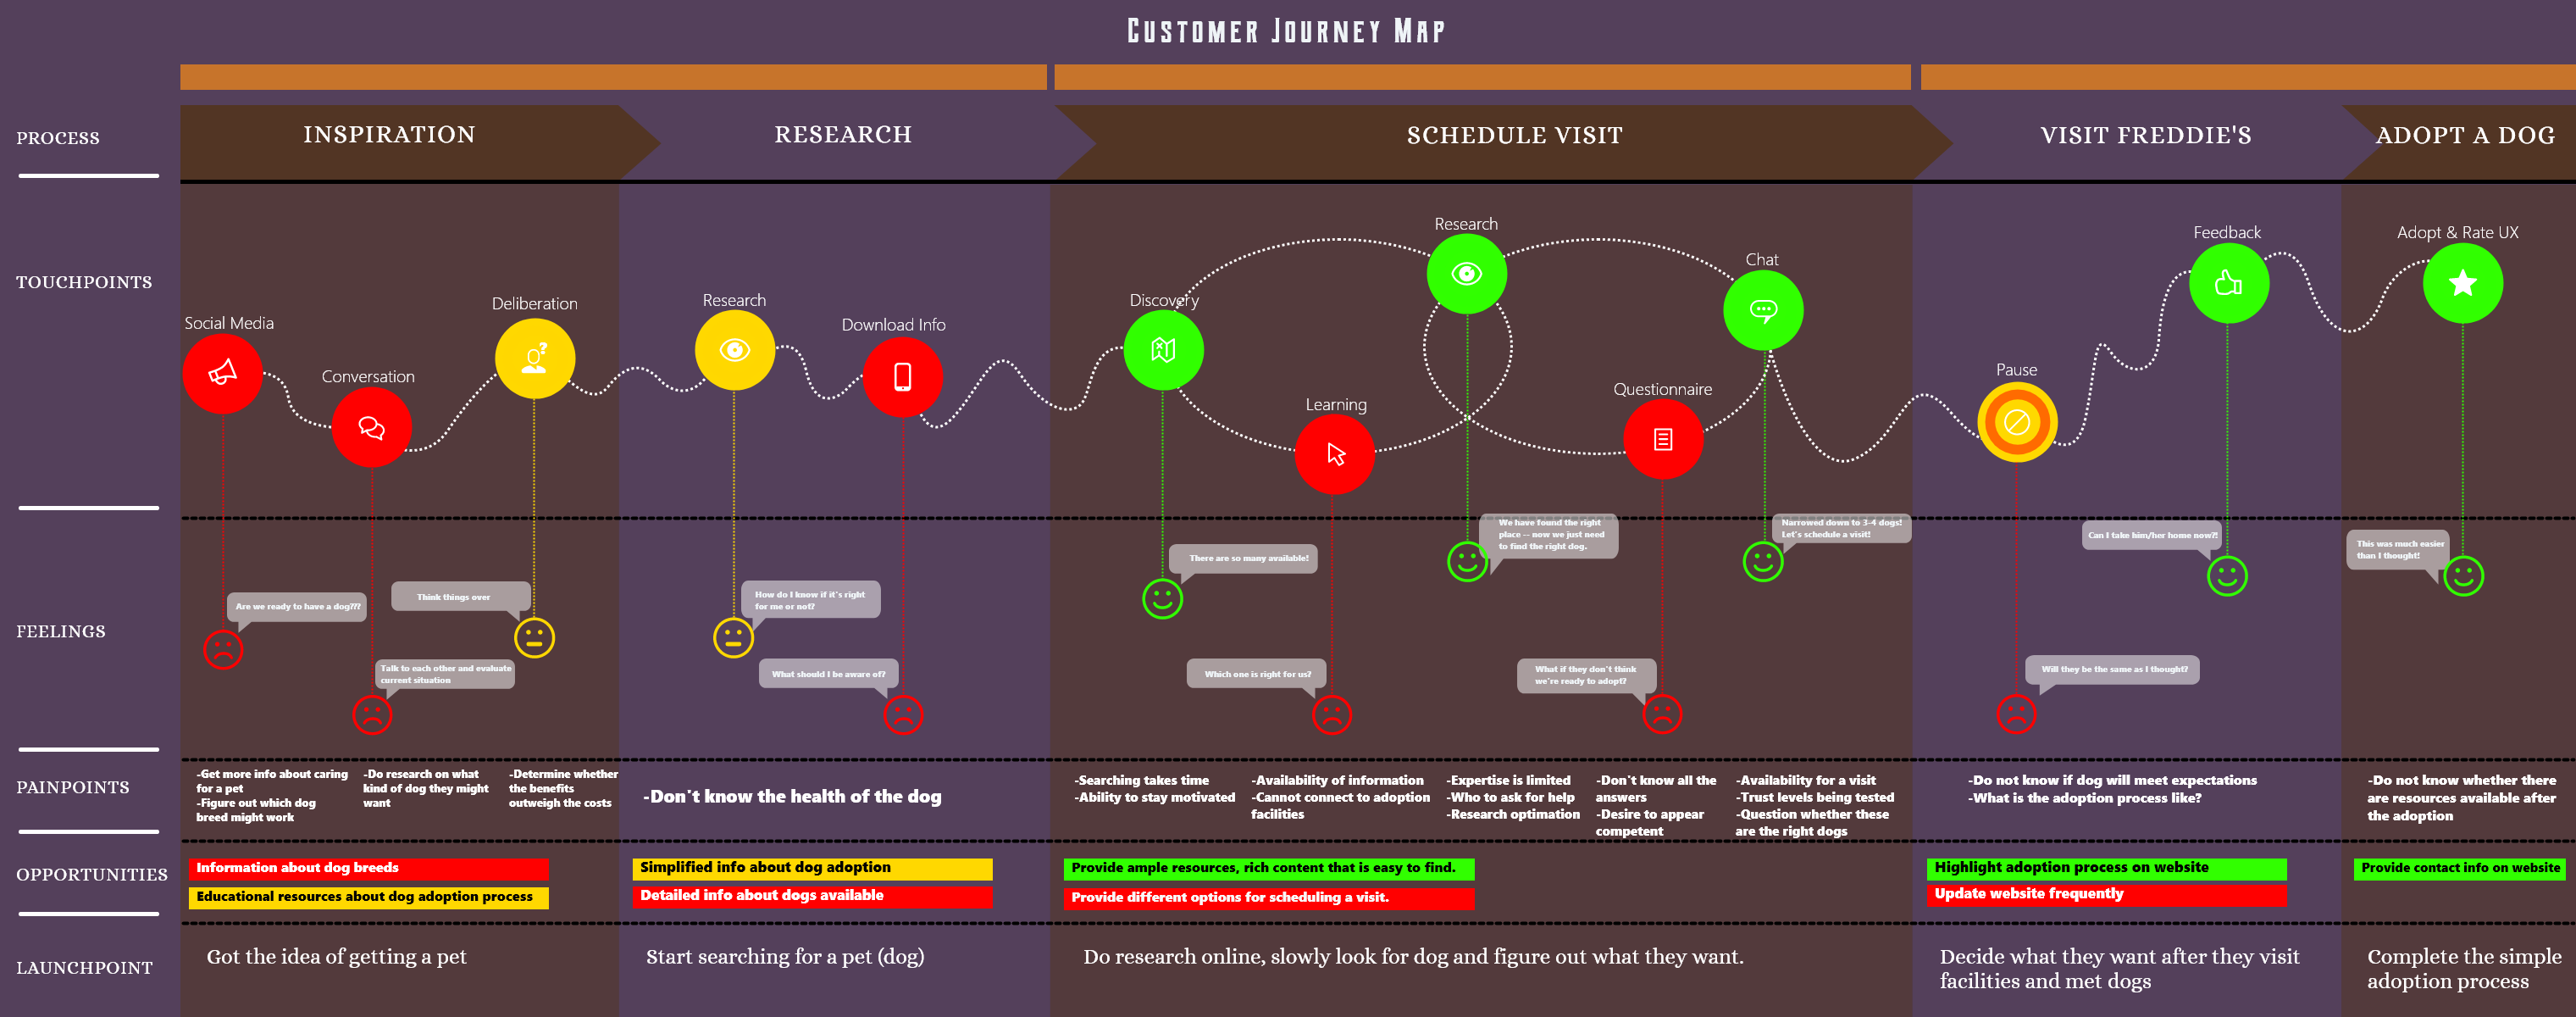 Customer Journey Map
PROCESS
INSPIRATION
RESEARCH
SCHEDULE VISIT
VISIT FREDDIE'S
ADOPT A DOG
TOUCHPOINTS
Social Media
Conversation
Deliberation
Research
Download Info
Discovery
Learning
Research
Questionnaire
Chat
Pause
Feedback
Adopt & Rate UX
FEELINGS
Are we ready to have a dog???
Talk to each other and evaluate
current situation
Think things over
How do I know if it's right
for me or not?
What should I be aware of?
There are so many available!
Which one is right for us?
We have found the right
place -- now we just need
to find the right dog.
What if they don't think
we're ready to adopt?
Narrowed down to 3-4 dogs!
Let's schedule a visit!
Will they be the same as I thought?
Can I take him/her home now?!
This was much easier
than I thought!
PAINPOINTS
-Get more info about caring
for a pet
-Figure out which dog
breed might work
-Do research on what
kind of dog they might
want
-Determine whether
the benefits
outweigh the costs
-Don't know the health of the dog
-Searching takes time
-Ability to stay motivated
-Availability of information
-Cannot connect to adoption
facilities
-Expertise is limited
-Who to ask for help
-Research optimation
-Don't know all the
answers
-Desire to appear
competent
-Availability for a visit
-Trust levels being tested
-Question whether these
are the right dogs
-Do not know if dog will meet expectations
-What is the adoption process like?
-Do not know whether there
are resources available after
the adoption
OPPORTUNITIES
Information about dog breeds
Educational resources about dog adoption process
Simplified info about dog adoption
Detailed info about dogs available
Provide ample resources, rich content that is easy to find.
Provide different options for scheduling a visit.
Highlight adoption process on website
Update website frequently
Provide contact info on website
LAUNCHPOINT
Got the idea of getting a pet
Start searching for a pet (dog)
Do research online, slowly look for dog and figure out what they want.
Decide what they want after they visit
facilities and met dogs
Complete the simple
adoption process